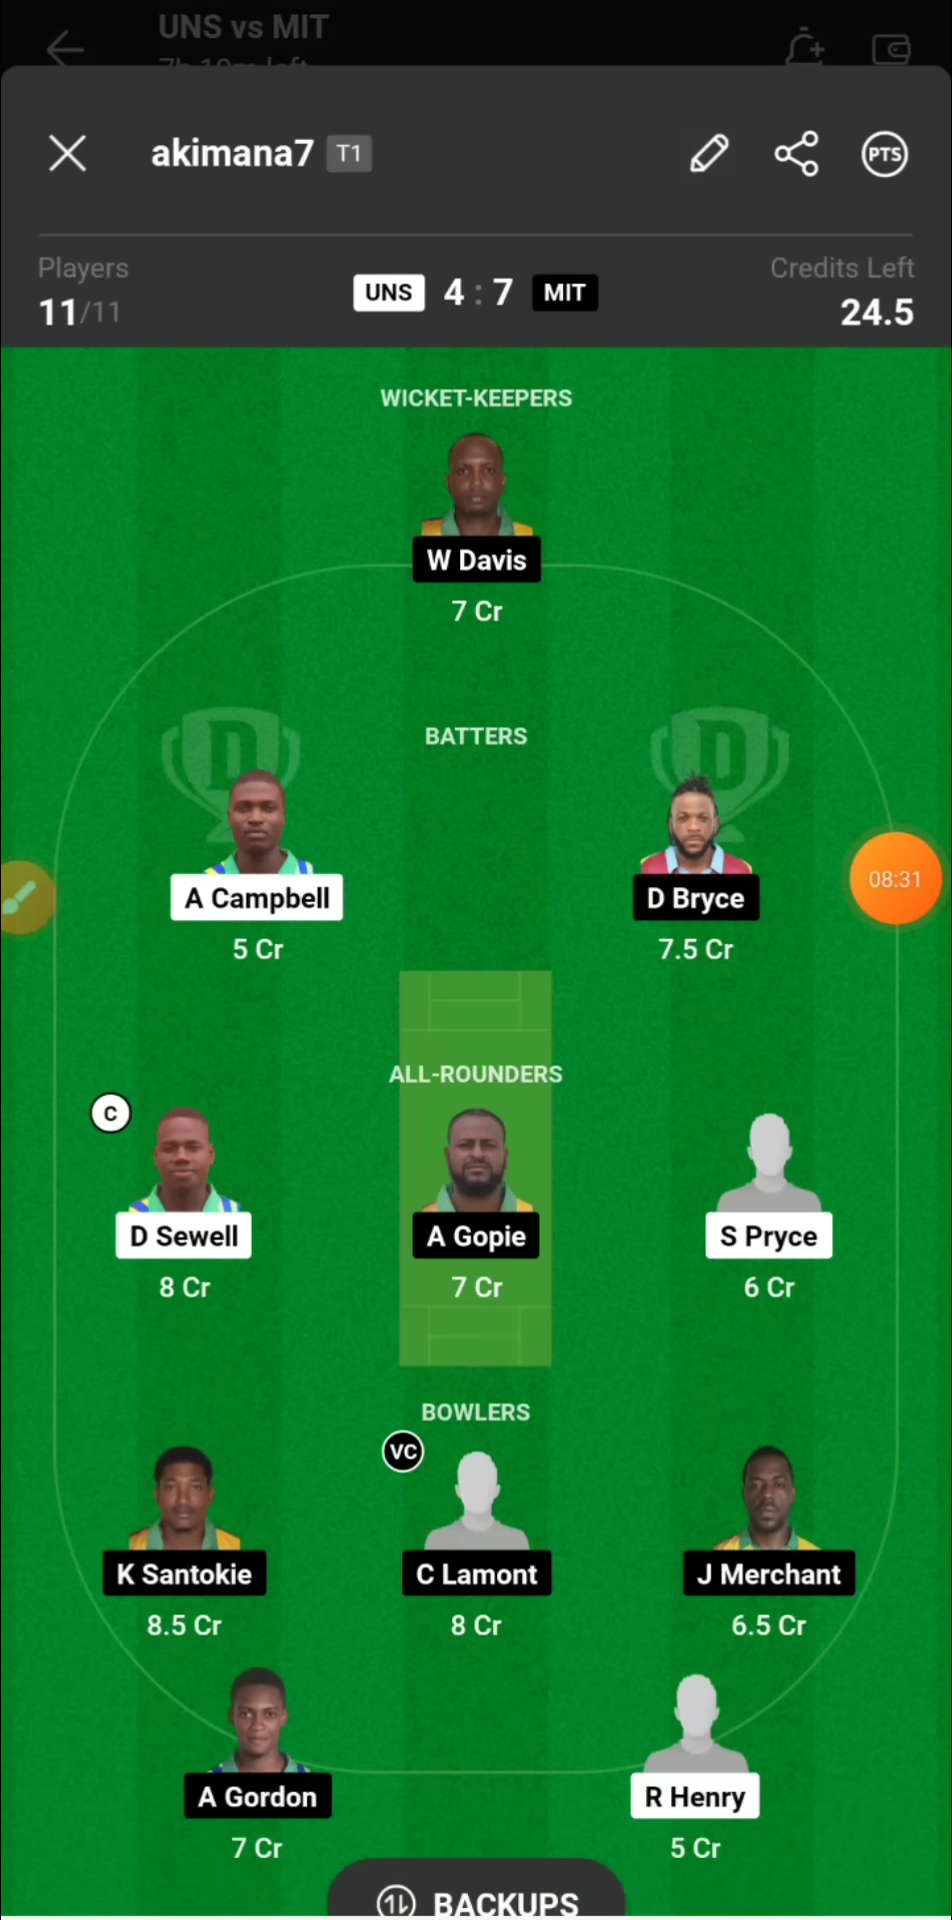 UNS vs MIT
7h 10m left
akimana7 T1
PTS
Players
Credits Left
11/11
UNS 4 : 7 MIT
24.5
WICKET-KEEPERS
W Davis
7 Cr
BATTERS
A Campbell
5 Cr
D Bryce
7.5 Cr
08:31
ALL-ROUNDERS
C
D Sewell
8 Cr
A Gopie
7 Cr
S Pryce
6 Cr
BOWLERS
VC
K Santokie
8.5 Cr
C Lamont
8 Cr
J Merchant
6.5 Cr
A Gordon
7 Cr
R Henry
5 Cr
BACKUPS